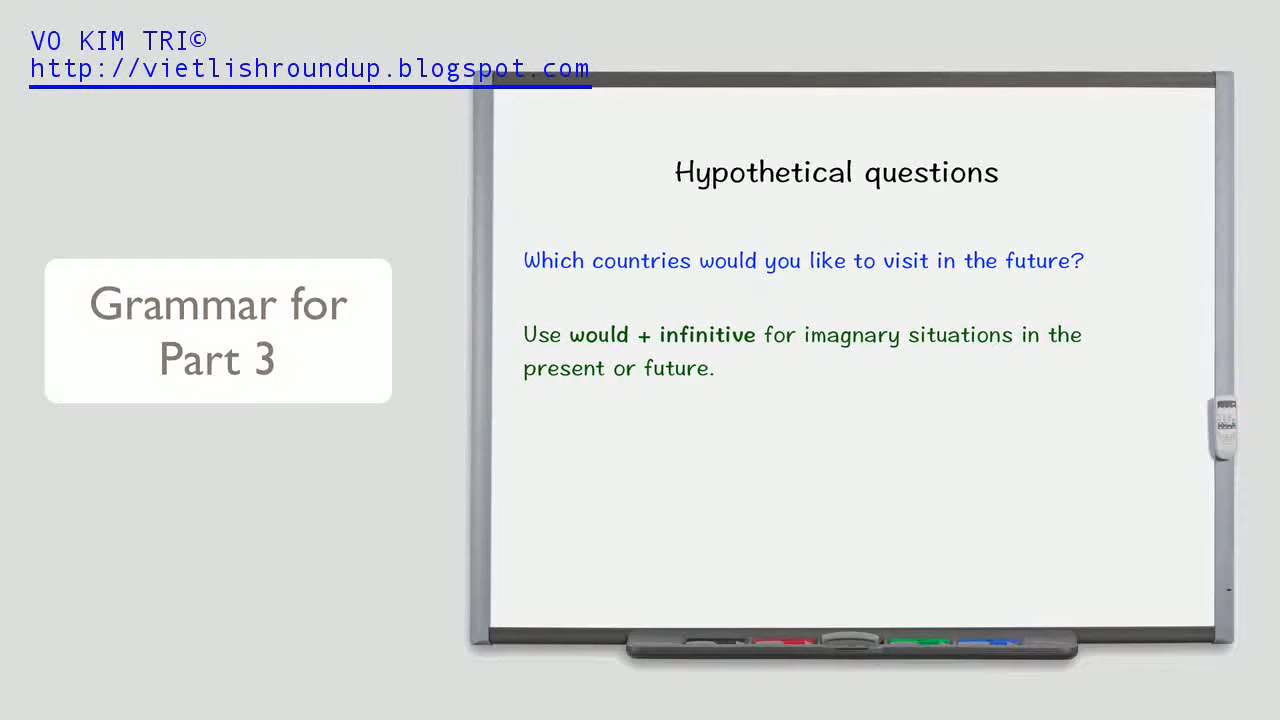 VO KIM TRI©
http://vietlishroundup.blogspot.com
Hypothetical questions
Which countries would you like to visit in the future?
Grammar for
Part 3
Use would + infinitive for imagnary situations in the
present or future.